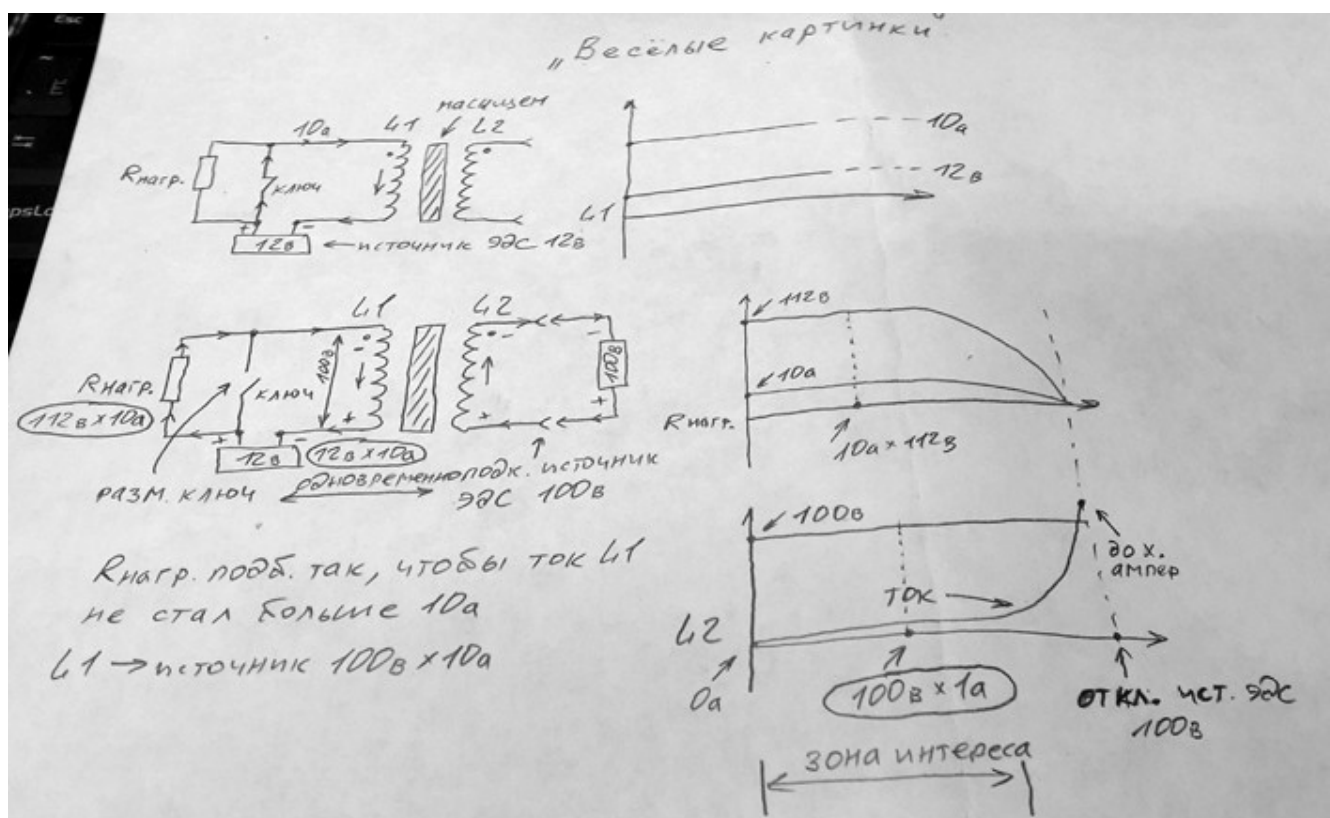 Esc
~
E
"Весёлые картинки"
насыщен
10а
L1
L2
Rнагр.
ключ
+
-
12в
источник ЭДС 12в
10а
12в
L1
L1
L2
Rнагр.
112в x 10а
ключ
100в
-
+
-
+
-
+
100в
+
-
12в
12в x 10а
разм. ключ
одновременно подк. источник
ЭДС 100в
112в
10а
Rнагр.
10а x 112в
Rнагр. подб. так, чтобы ток L1
не стал больше 10а
L1 → источник 100в x 10а
100в
ток
до х.
ампер
L2
0а
100в x 1а
откл. ист. ЭДС
100в
зона интереса